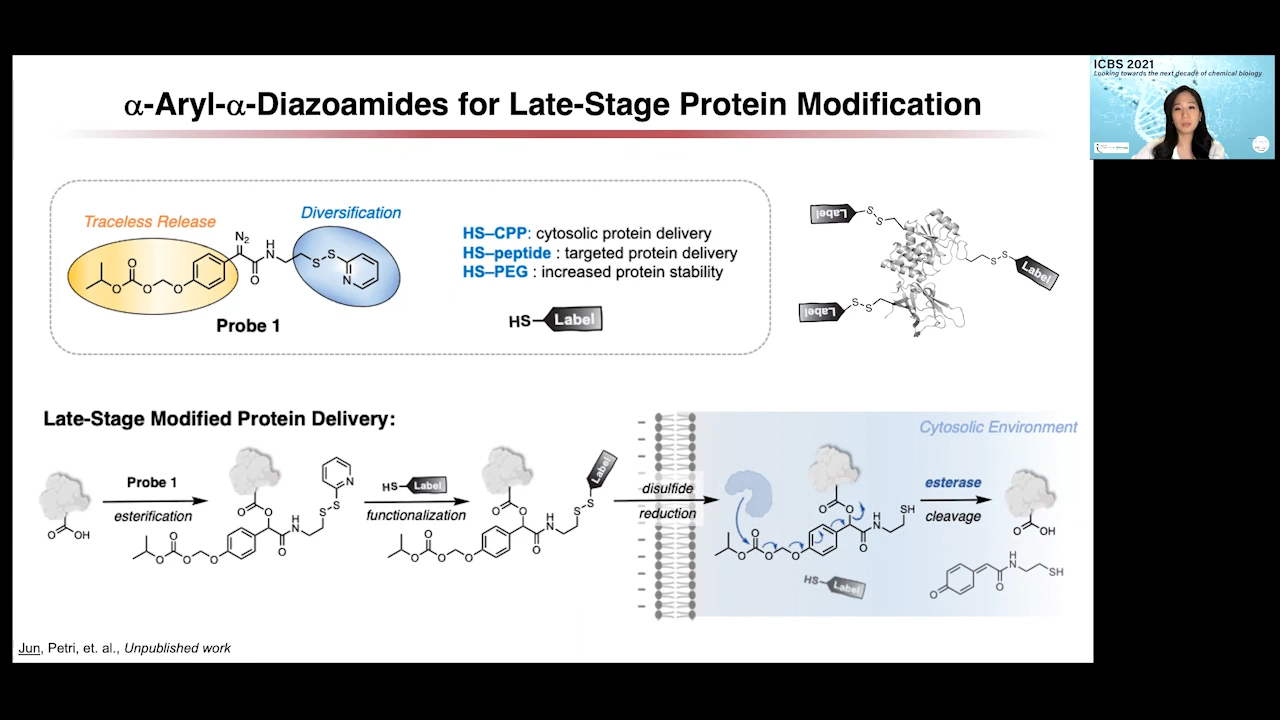 ICBS 2021
Looking towards the next decade of chemical biology
α-Aryl-α-Diazoamides for Late-Stage Protein Modification
Traceless Release
Diversification
N2
H
N
O
O
O
O
O
S
S
N
Probe 1
HS–CPP: cytosolic protein delivery
HS–peptide : targeted protein delivery
HS–PEG : increased protein stability
HS
Label
Label
S
S
Label
S
S
Label
S
S
Late-Stage Modified Protein Delivery:
Cytosolic Environment
O
OH
Probe 1
esterification
O
O
H
N
O
O
O
O
O
S
S
N
HS
Label
functionalization
O
O
H
N
O
O
O
O
O
S
S
Label
disulfide
reduction
O
O
H
N
O
O
O
O
O
SH
HS
Label
esterase
cleavage
O
OH
O
H
N
O
SH
Jun, Petri, et. al., Unpublished work